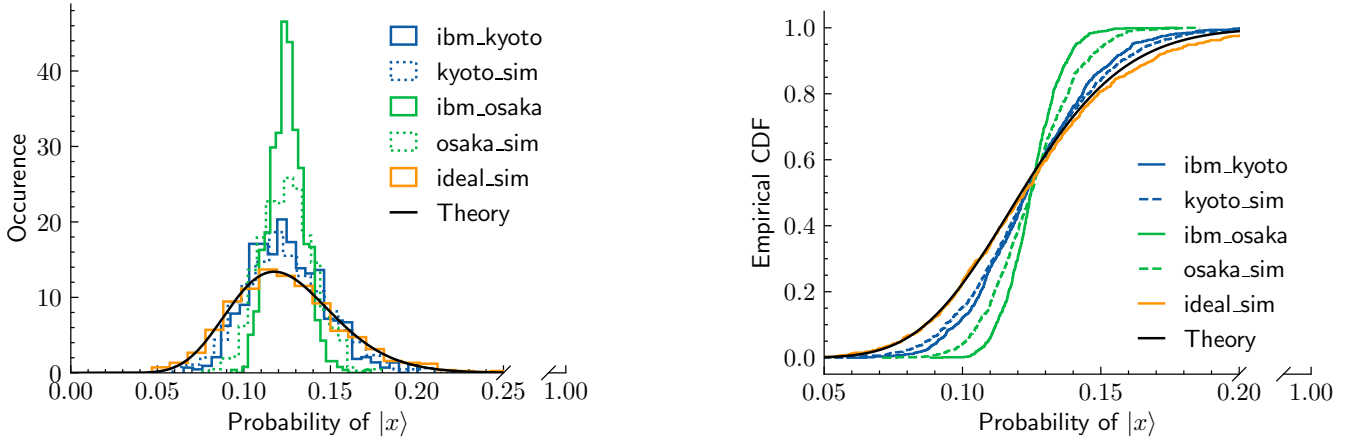 Occurence
40
30
20
10
0
0.00
0.05
0.10
0.15
0.20
0.25
1.00
Probability of |x⟩
ibm_kyoto
kyoto_sim
ibm_osaka
osaka_sim
ideal_sim
Theory
Empirical CDF
1.0
0.8
0.6
0.4
0.2
0.0
0.05
0.10
0.15
0.20
1.00
Probability of |x⟩
ibm_kyoto
kyoto_sim
ibm_osaka
osaka_sim
ideal_sim
Theory